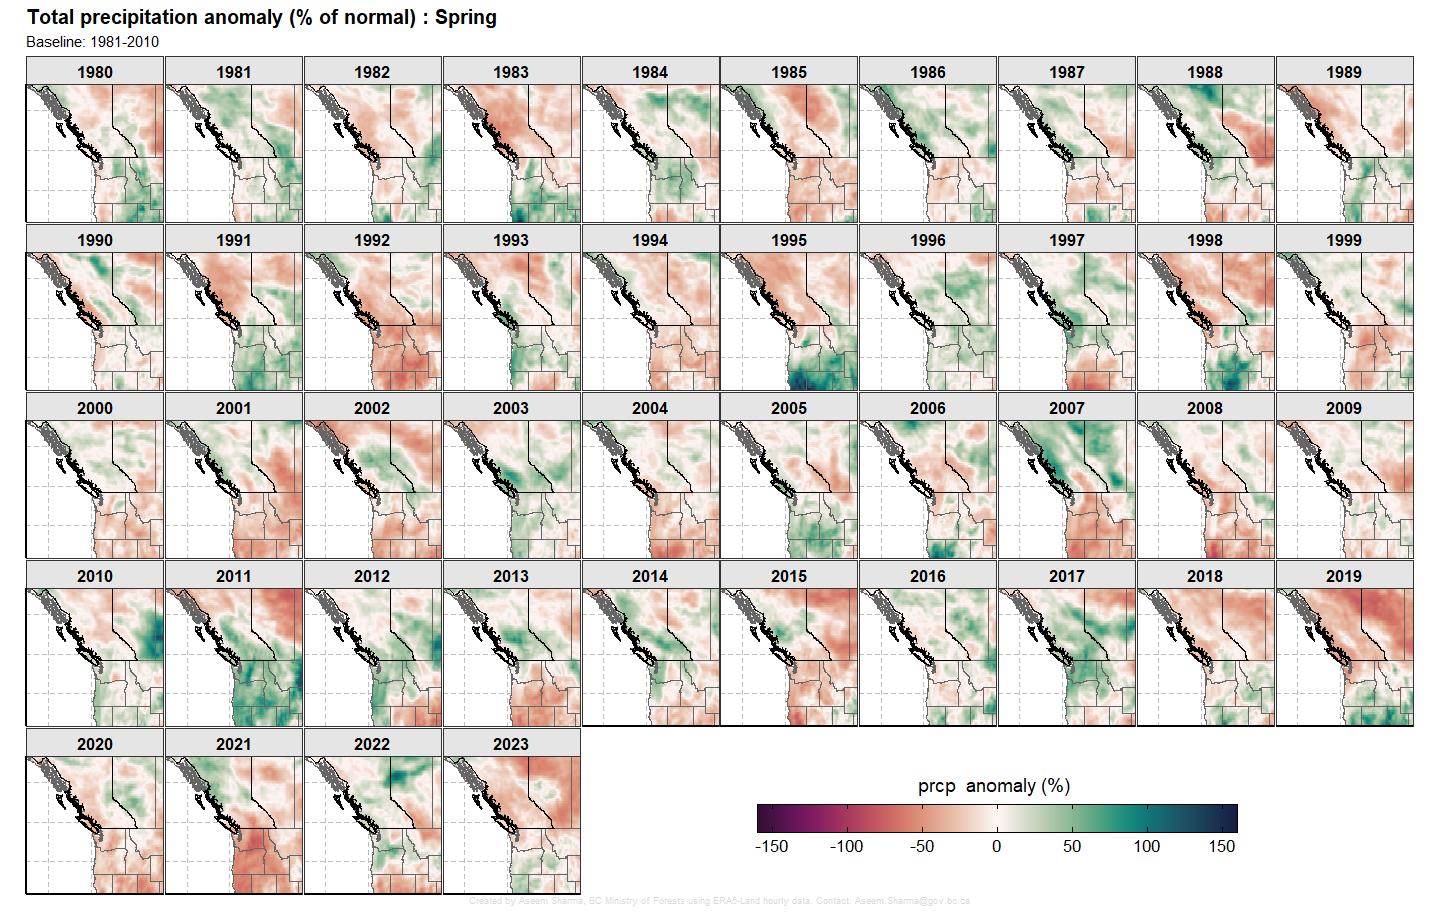 Total precipitation anomaly (% of normal) : Spring
Baseline: 1981-2010
1980 1981 1982 1983 1984 1985 1986 1987 1988 1989
1990 1991 1992 1993 1994 1995 1996 1997 1998 1999
2000 2001 2002 2003 2004 2005 2006 2007 2008 2009
2010 2011 2012 2013 2014 2015 2016 2017 2018 2019
2020 2021 2022 2023
prcp anomaly (%)
-150 -100 -50 0 50 100 150
Created by Aseem Sharma, BC Ministry of Forests using ERA5-Land hourly data. Contact: Aseem.Sharma@gov.bc.ca